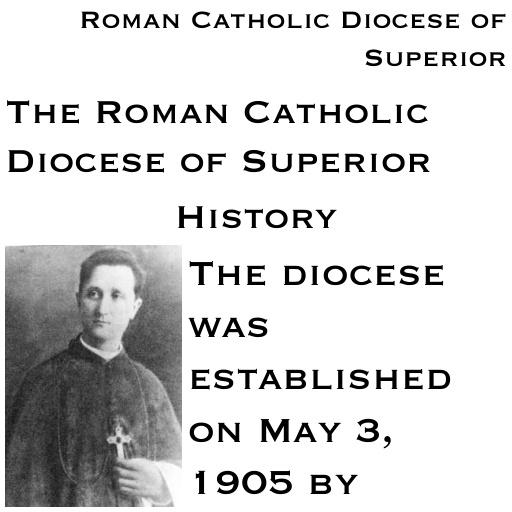 Roman Catholic Diocese of
Superior
The Roman Catholic
Diocese of Superior
History
The diocese
was
established
on May 3,
1905 by